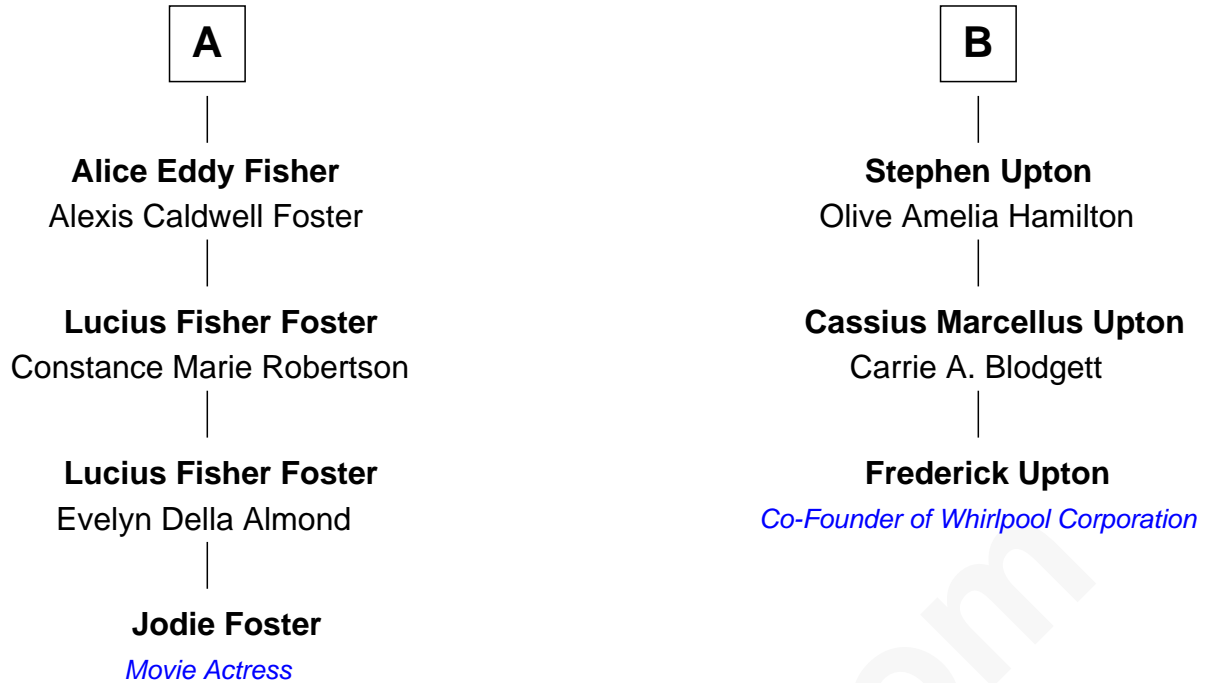 A
Alice Eddy Fisher
Alexis Caldwell Foster
Lucius Fisher Foster
Constance Marie Robertson
Lucius Fisher Foster
Evelyn Della Almond
Jodie Foster
Movie Actress
B
Stephen Upton
Olive Amelia Hamilton
Cassius Marcellus Upton
Carrie A. Blodgett
Frederick Upton
Co-Founder of Whirlpool Corporation
om